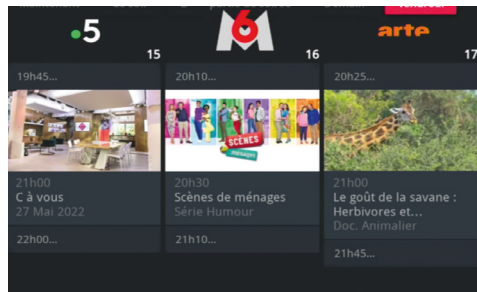 vendredi
5
M6
arte
15
16
17
19h45...
20h10...
20h25...
SCÈNES
ménages
21h00
C à vous
27 Mai 2022
20h30
Scènes de ménages
Série Humour
21h00
Le goût de la savane :
Herbivores et...
Doc. Animalier
22h00...
21h10...
21h45...